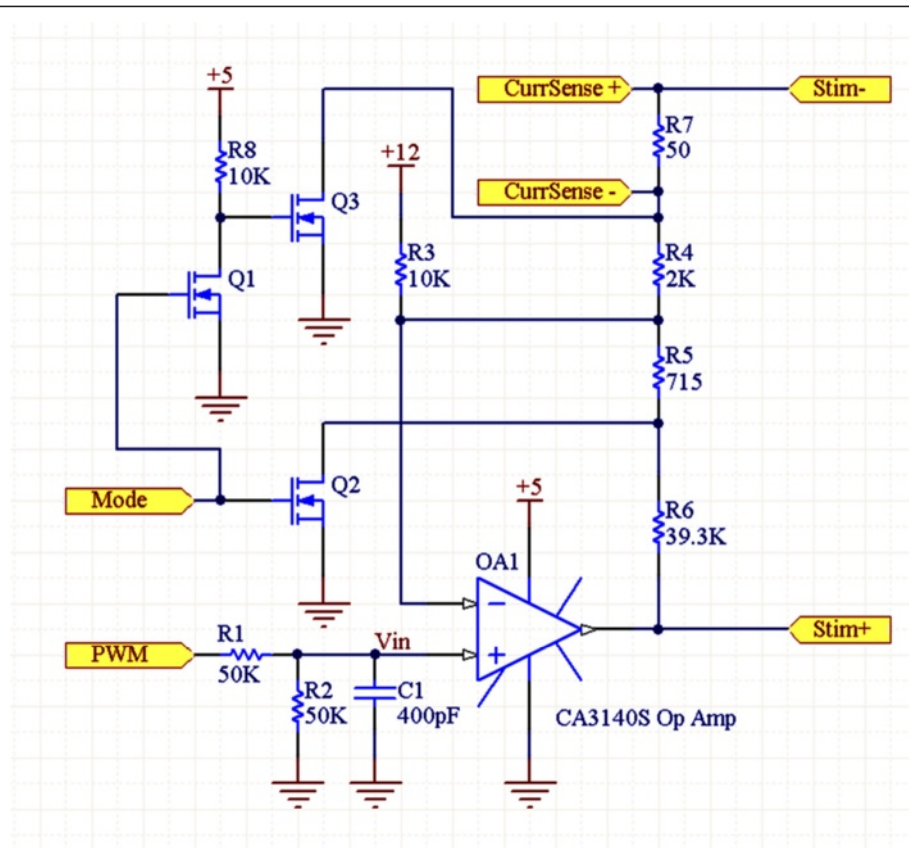 +5
CurrSense +
Stim-
R7
50
R8
10K
+12
CurrSense -
Q3
R3
10K
R4
2K
Q1
R5
715
Mode
Q2
+5
R6
39.3K
OA1
−
PWM
R1
50K
Vin
+
Stim+
R2
50K
C1
400pF
CA3140S Op Amp